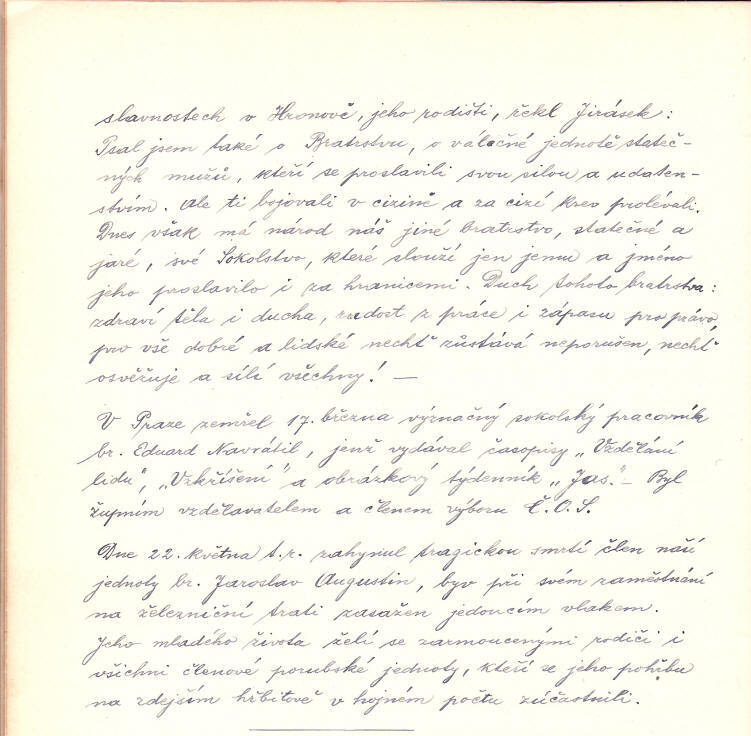 slavnostech v Hronově, jeho rodišti, řekl Jirásek:
Psal jsem také o Bratrstvu, o válečné jednotě stateč-
ných mužů, kteří se proslavili svou silou a udaten-
stvím. Ale ti bojovali v cizině a za cizí krev prolévali.
Dnes však má národ náš jiné bratrstvo, statečné a
jaré, své Sokolstvo, které slouží jen jemu a jméno
jeho proslavilo i za hranicemi. Duch tohoto bratrstva:
zdraví těla i ducha, radost z práce i zápasu pro právo,
pro vše dobré a lidské nechť zůstává neporušen, nechť
osvěžuje a sílí všechny! —
V Praze zemřel 17. března význačný sokolský pracovník
br. Eduard Navrátil, jenž vydával časopisy „Vzdělání
lidu", „Vzkříšení" a obrázkový týdenník „Jas". — Byl
župním vzdělavatelem a členem výboru Č.O.S.
Dne 22. května t.r. zahynul tragickou smrtí člen naší
jednoty br. Jaroslav Augustin, byv při svém zaměstnání
na železniční trati zasažen jedoucím vlakem.
Jeho mladého života želí se zarmoucenými rodiči i
všichni členové porubské jednoty, kteří se jeho pohřbu
na zdejším hřbitově v hojném počtu zúčastnili.